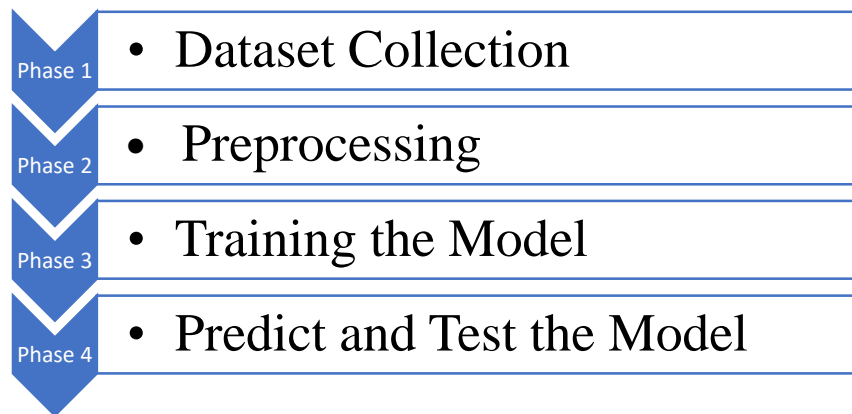 Phase 1
• Dataset Collection
Phase 2
• Preprocessing
Phase 3
• Training the Model
Phase 4
• Predict and Test the Model